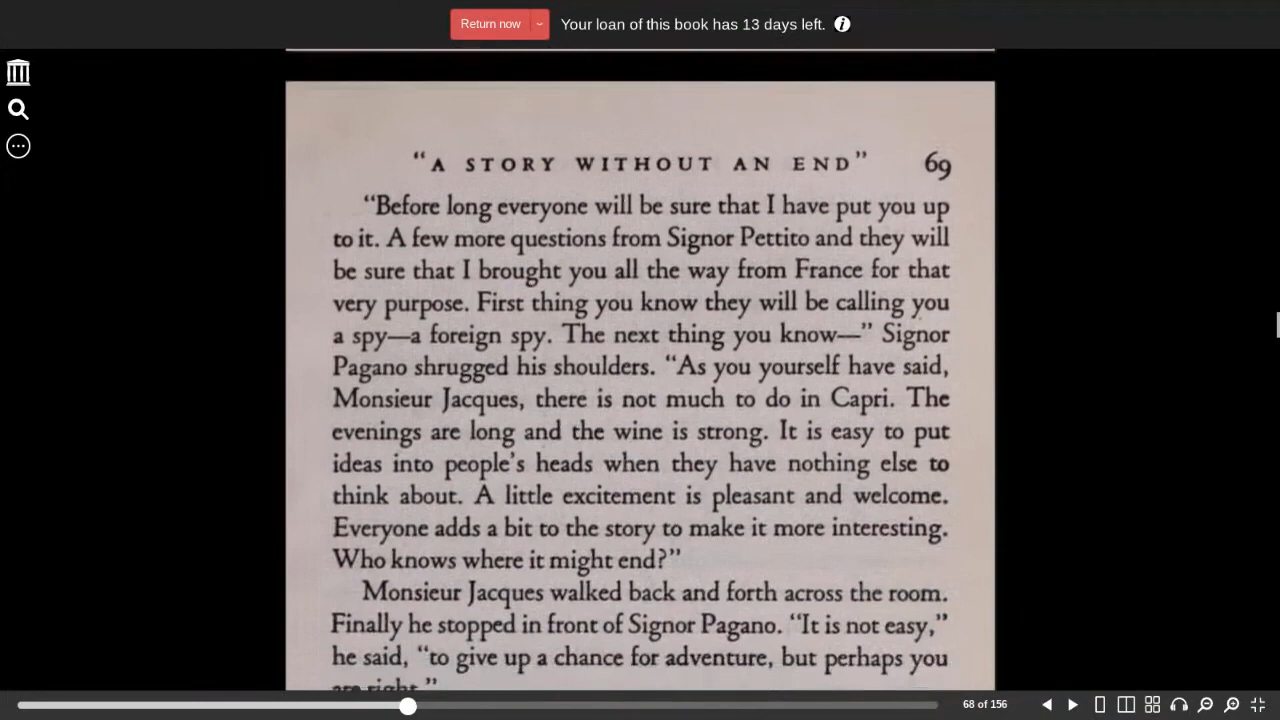 Return now
Your loan of this book has 13 days left.
"A STORY WITHOUT AN END" 69
"Before long everyone will be sure that I have put you up
to it. A few more questions from Signor Pettito and they will
be sure that I brought you all the way from France for that
very purpose. First thing you know they will be calling you
a spy—a foreign spy. The next thing you know—" Signor
Pagano shrugged his shoulders. "As you yourself have said,
Monsieur Jacques, there is not much to do in Capri. The
evenings are long and the wine is strong. It is easy to put
ideas into people's heads when they have nothing else to
think about. A little excitement is pleasant and welcome.
Everyone adds a bit to the story to make it more interesting.
Who knows where it might end?"
Monsieur Jacques walked back and forth across the room.
Finally he stopped in front of Signor Pagano. "It is not easy,"
he said, "to give up a chance for adventure, but perhaps you
are right."
68 of 156